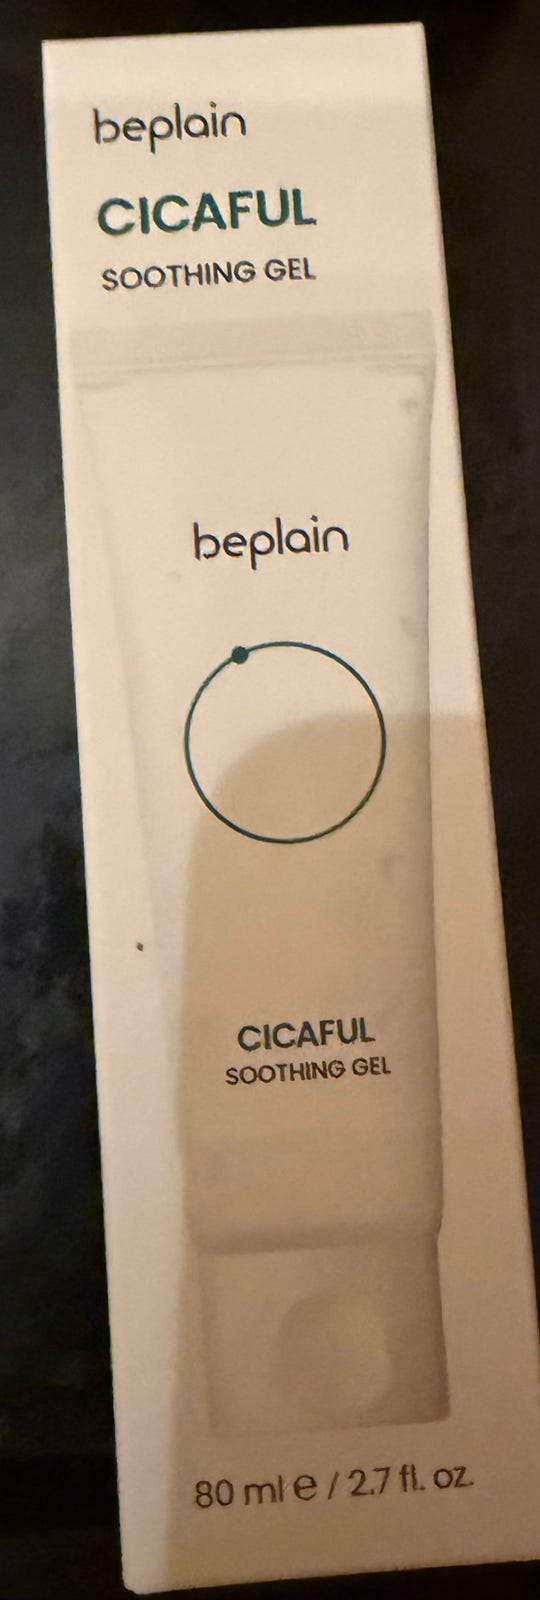 beplain
CICAFUL
SOOTHING GEL
beplain
CICAFUL
SOOTHING GEL
80 ml ℮ / 2.7 fl. oz.